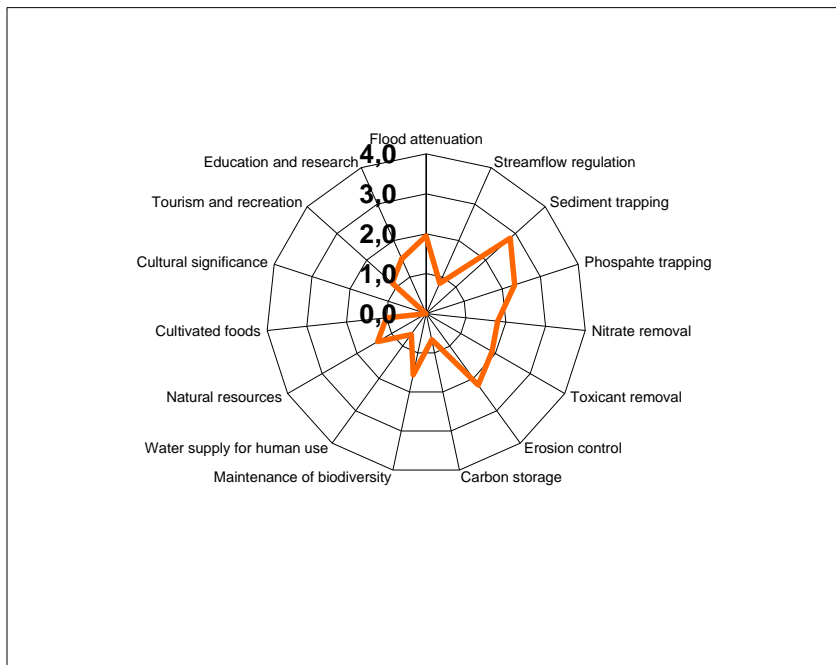 Flood attenuation
4,0
Education and research
Streamflow regulation
3,0
Tourism and recreation
Sediment trapping
2,0
Cultural significance
Phospahte trapping
1,0
0,0
Cultivated foods
Nitrate removal
Natural resources
Toxicant removal
Water supply for human use
Erosion control
Maintenance of biodiversity
Carbon storage